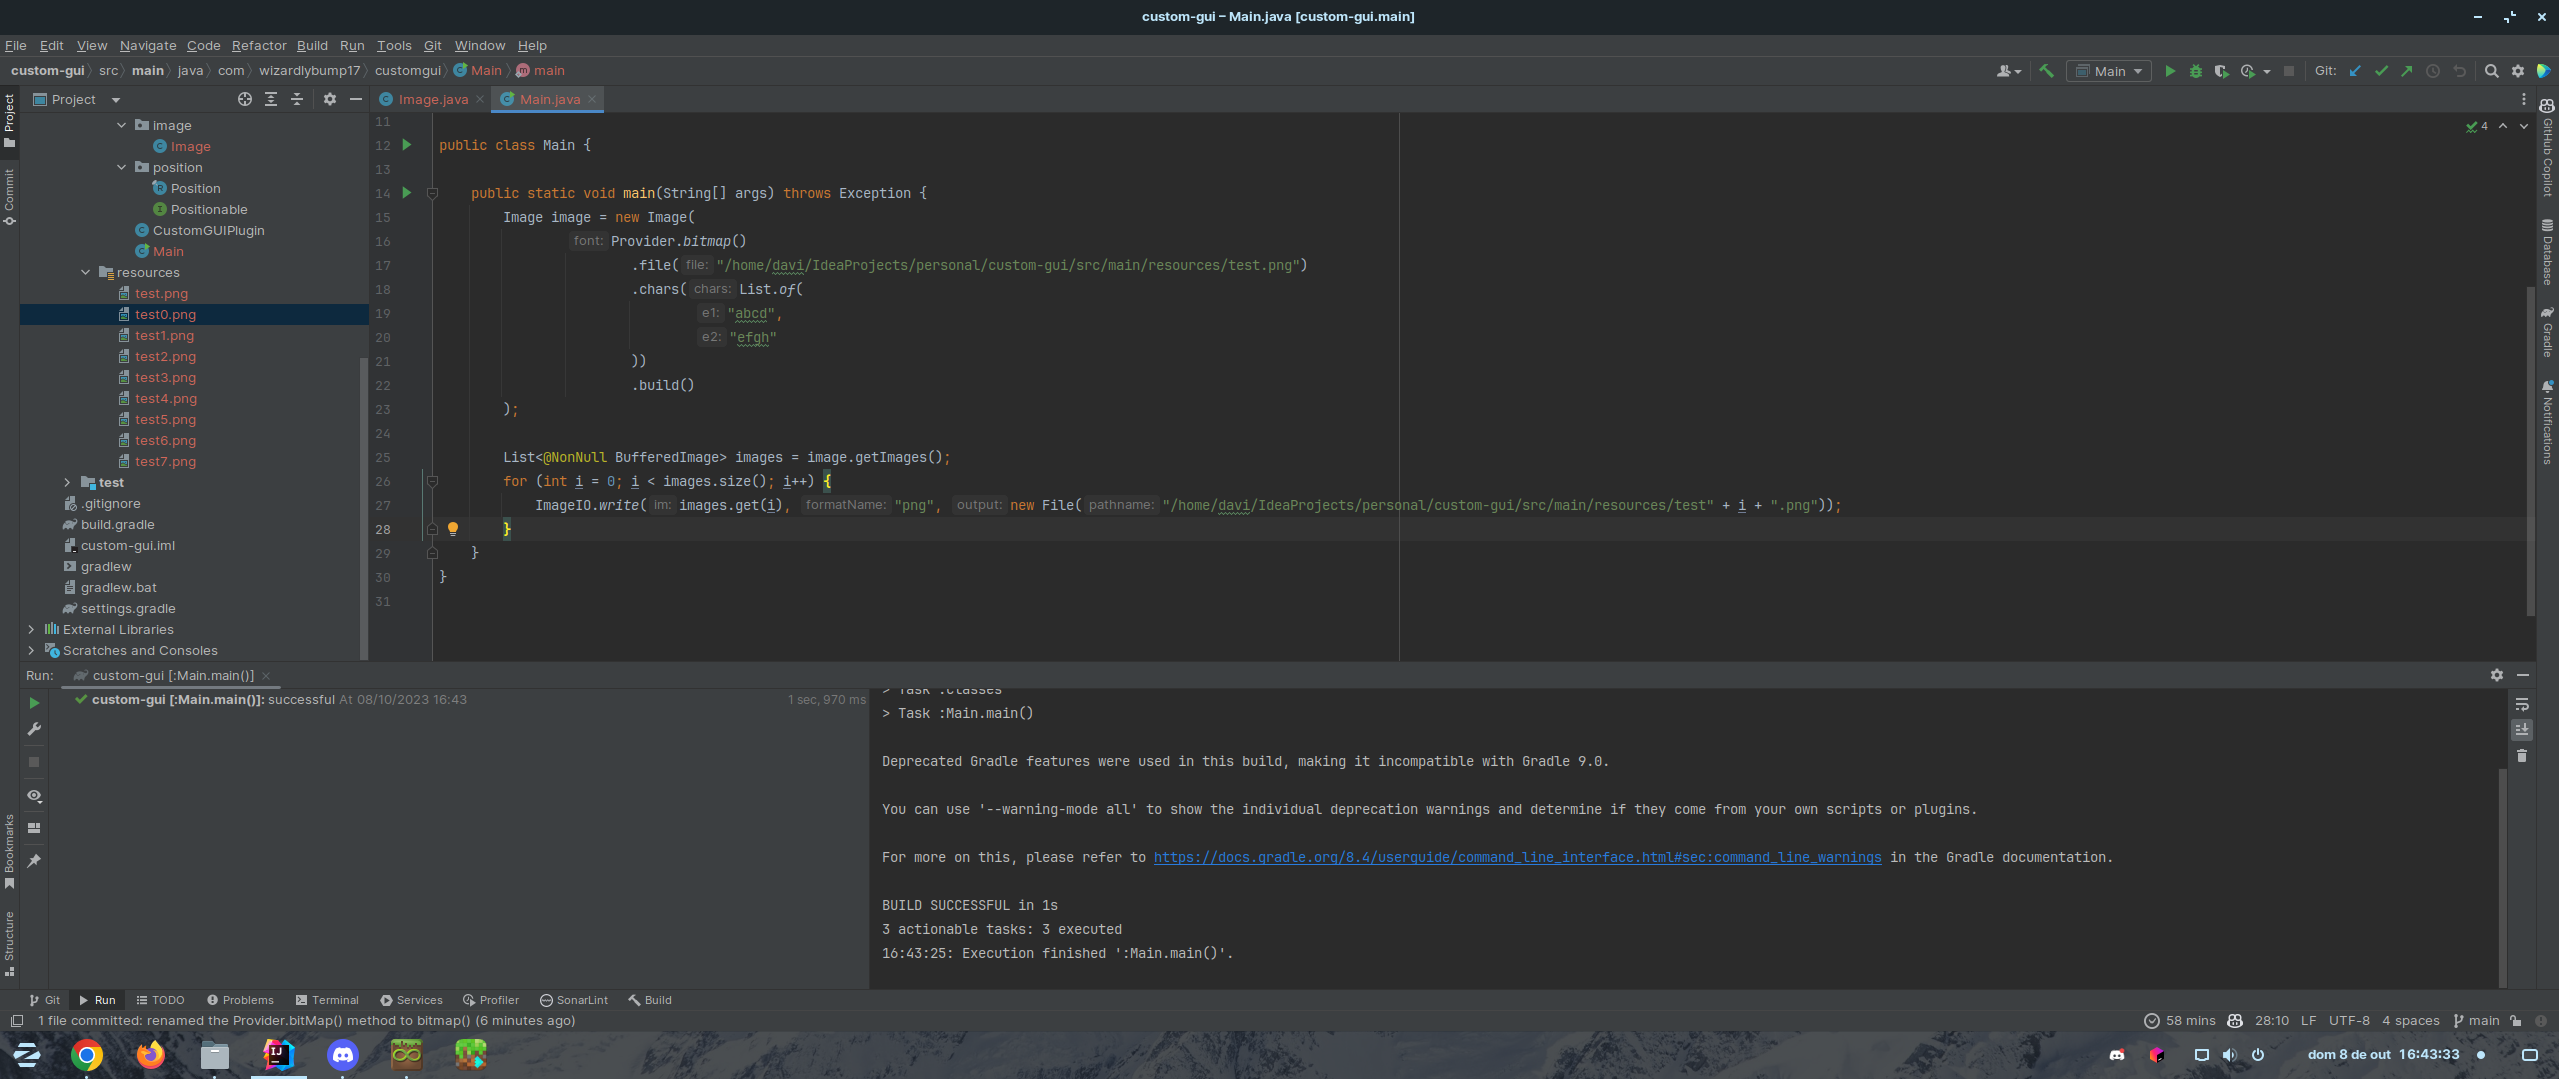 custom-gui – Main.java [custom-gui.main]
File Edit View Navigate Code Refactor Build Run Tools Git Window Help
custom-gui src main java com wizardlybump17 customgui Main main
Main Git:
Project
Image.java Main.java
Project
Commit
Bookmarks
Structure
image
Image
position
Position
Positionable
CustomGUIPlugin
Main
resources
test.png
test0.png
test1.png
test2.png
test3.png
test4.png
test5.png
test6.png
test7.png
test
.gitignore
build.gradle
custom-gui.iml
gradlew
gradlew.bat
settings.gradle
External Libraries
Scratches and Consoles
4
11
12 public class Main {
13
14 public static void main(String[] args) throws Exception {
15 Image image = new Image(
16 font: Provider.bitmap()
17 .file( file: "/home/davi/IdeaProjects/personal/custom-gui/src/main/resources/test.png")
18 .chars( chars: List.of(
19 e1: "abcd",
20 e2: "efgh"
21 ))
22 .build()
23 );
24
25 List<@NonNull BufferedImage> images = image.getImages();
26 for (int i = 0; i < images.size(); i++) {
27 ImageIO.write( im: images.get(i), formatName: "png", output: new File( pathname: "/home/davi/IdeaProjects/personal/custom-gui/src/main/resources/test" + i + ".png"));
28 }
29 }
30 }
31
GitHub Copilot
Database
Gradle
Notifications
Run: custom-gui [:Main.main()]
custom-gui [:Main.main()]: successful At 08/10/2023 16:43 1 sec, 970 ms
> Task :classes
> Task :Main.main()
Deprecated Gradle features were used in this build, making it incompatible with Gradle 9.0.
You can use '--warning-mode all' to show the individual deprecation warnings and determine if they come from your own scripts or plugins.
For more on this, please refer to https://docs.gradle.org/8.4/userguide/command_line_interface.html#sec:command_line_warnings in the Gradle documentation.
BUILD SUCCESSFUL in 1s
3 actionable tasks: 3 executed
16:43:25: Execution finished ':Main.main()'.
Git Run TODO Problems Terminal Services Profiler SonarLint Build
1 file committed: renamed the Provider.bitMap() method to bitmap() (6 minutes ago)
58 mins 28:10 LF UTF-8 4 spaces main
IJ
dom 8 de out 16:43:33